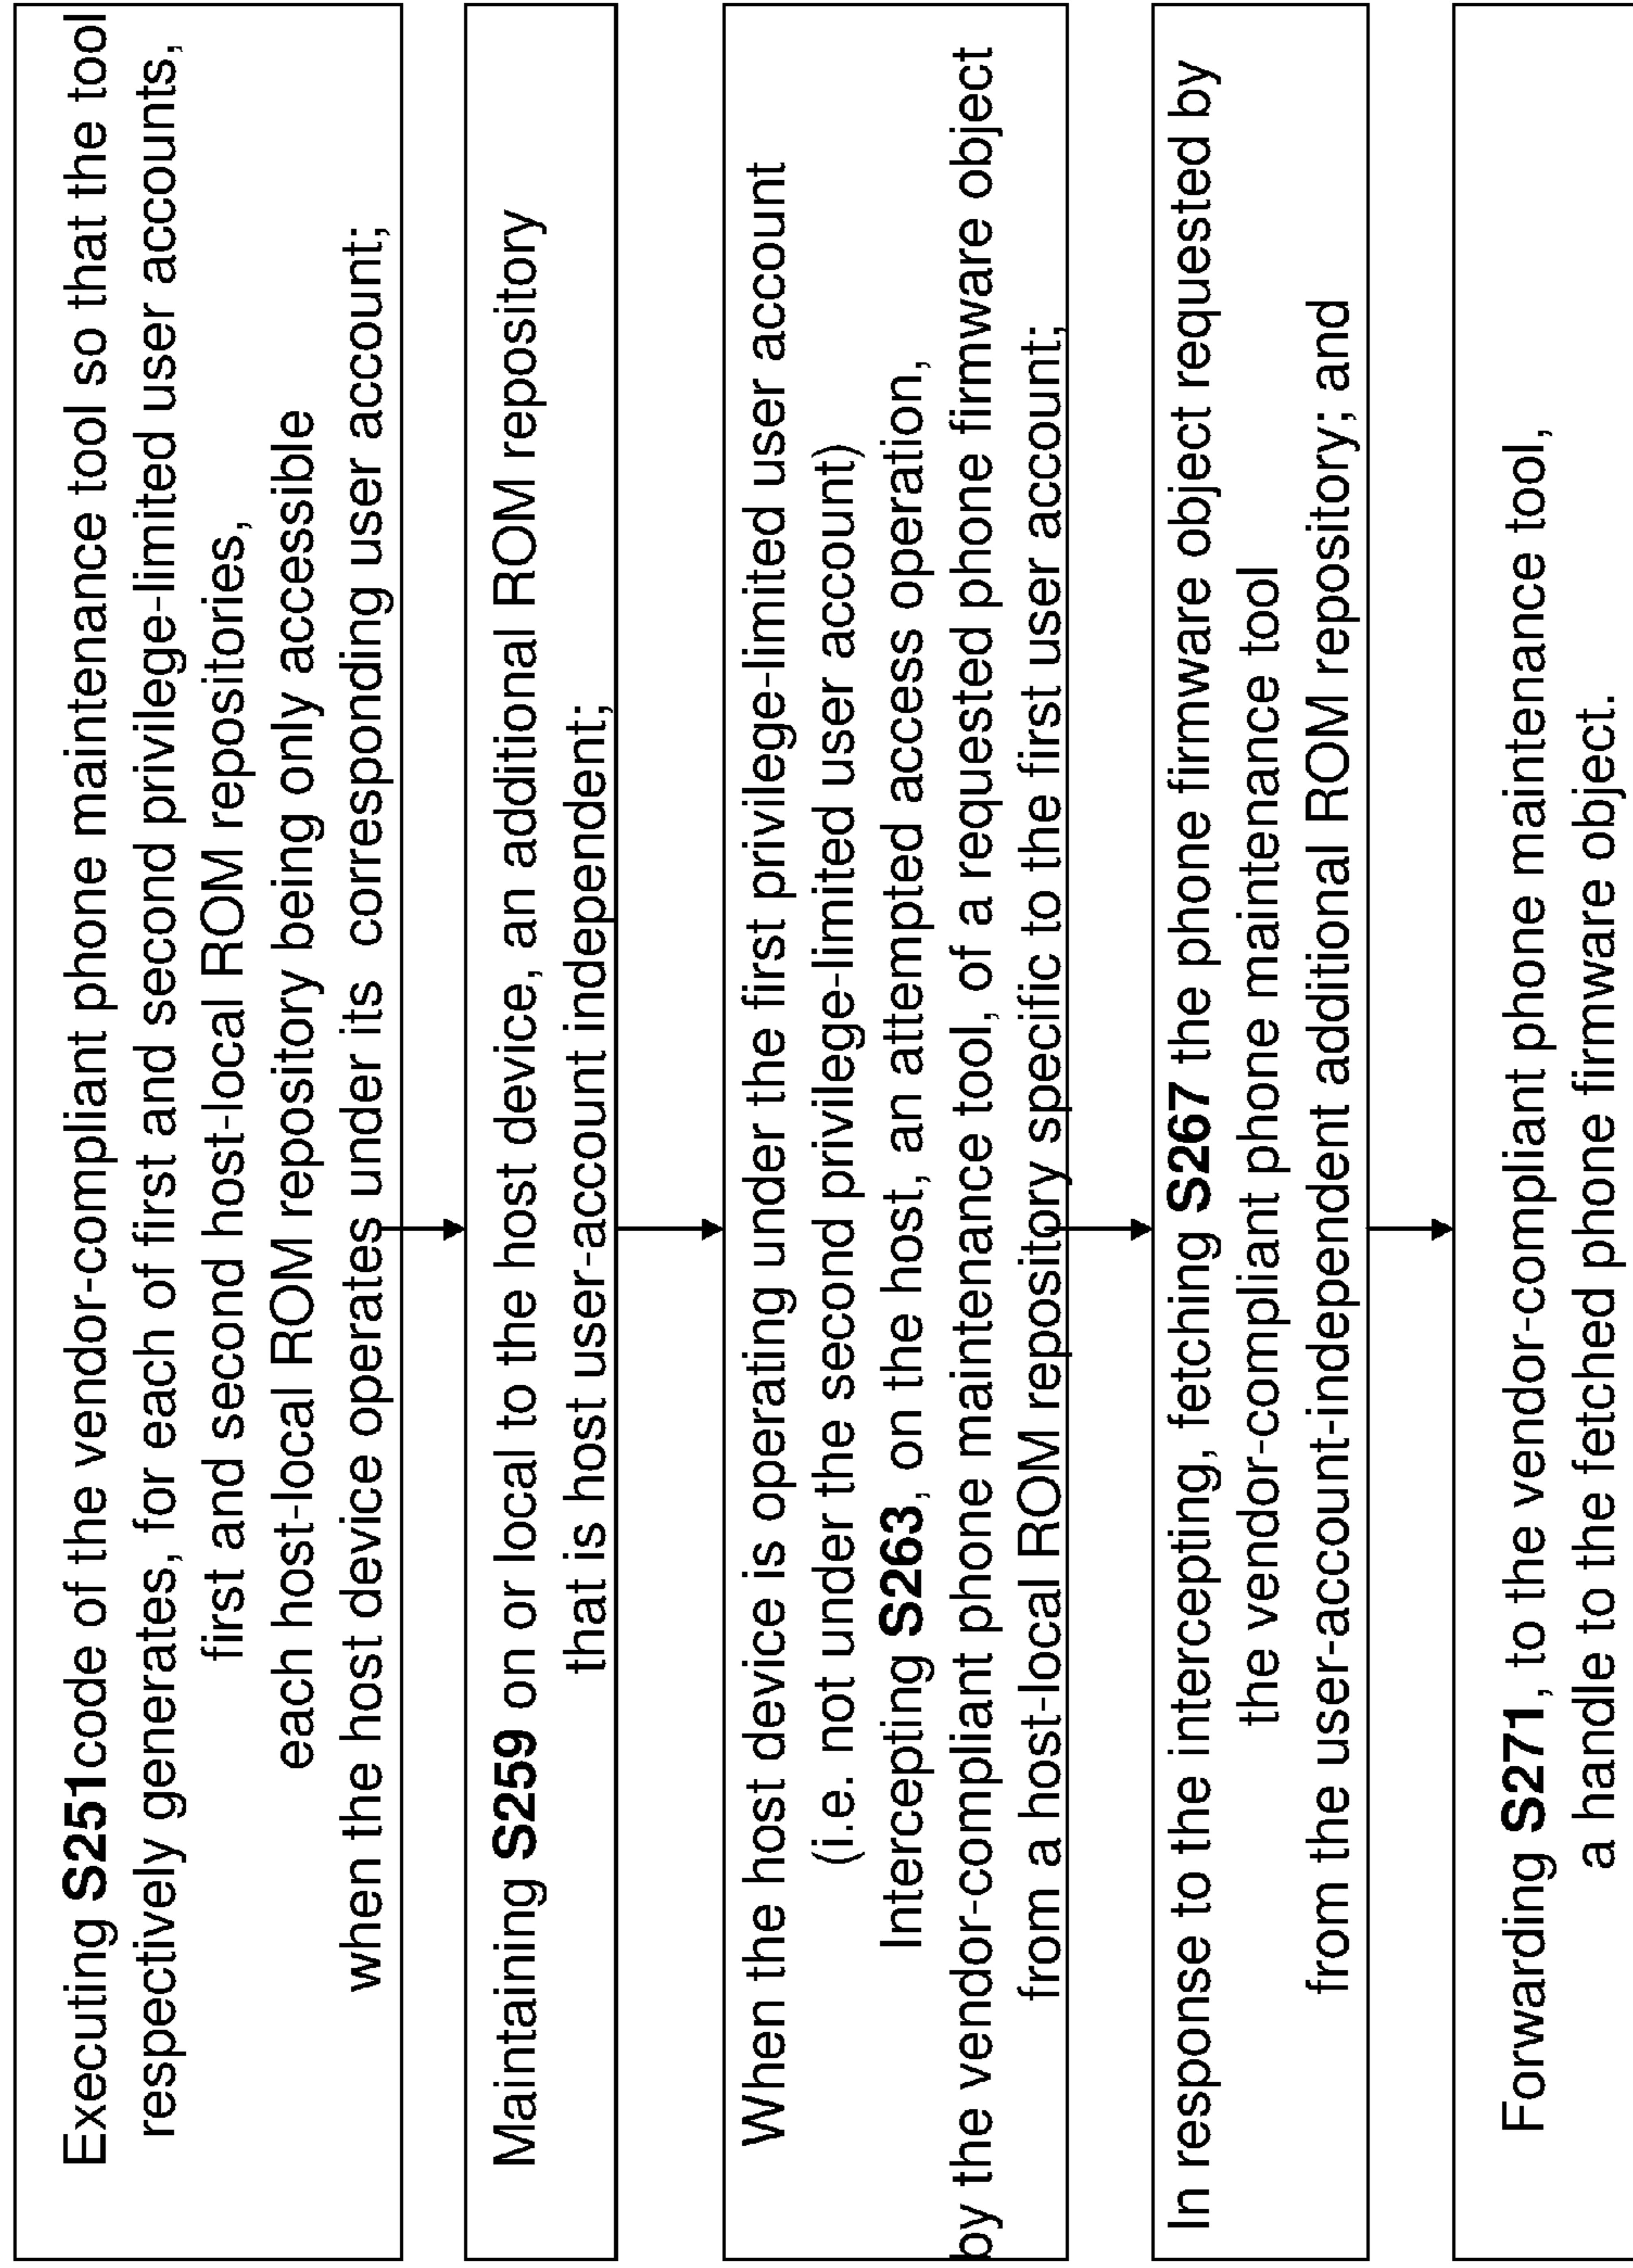 Executing S251code of the vendor-compliant phone maintenance tool so that the tool
respectively generates, for each of first and second privilege-limited user accounts,
first and second host-local ROM repositories,
each host-local ROM repository being only accessible
when the host device operates under its corresponding user account;
Maintaining S259 on or local to the host device, an additional ROM repository
that is host user-account independent;
When the host device is operating under the first privilege-limited user account
(i.e. not under the second privilege-limited user account)
Intercepting S263, on the host, an attempted access operation,
by the vendor-compliant phone maintenance tool, of a requested phone firmware object
from a host-local ROM repository specific to the first user account;
In response to the intercepting, fetching S267 the phone firmware object requested by
the vendor-compliant phone maintenance tool
from the user-account-independent additional ROM repository; and
Forwarding S271, to the vendor-compliant phone maintenance tool,
a handle to the fetched phone firmware object.